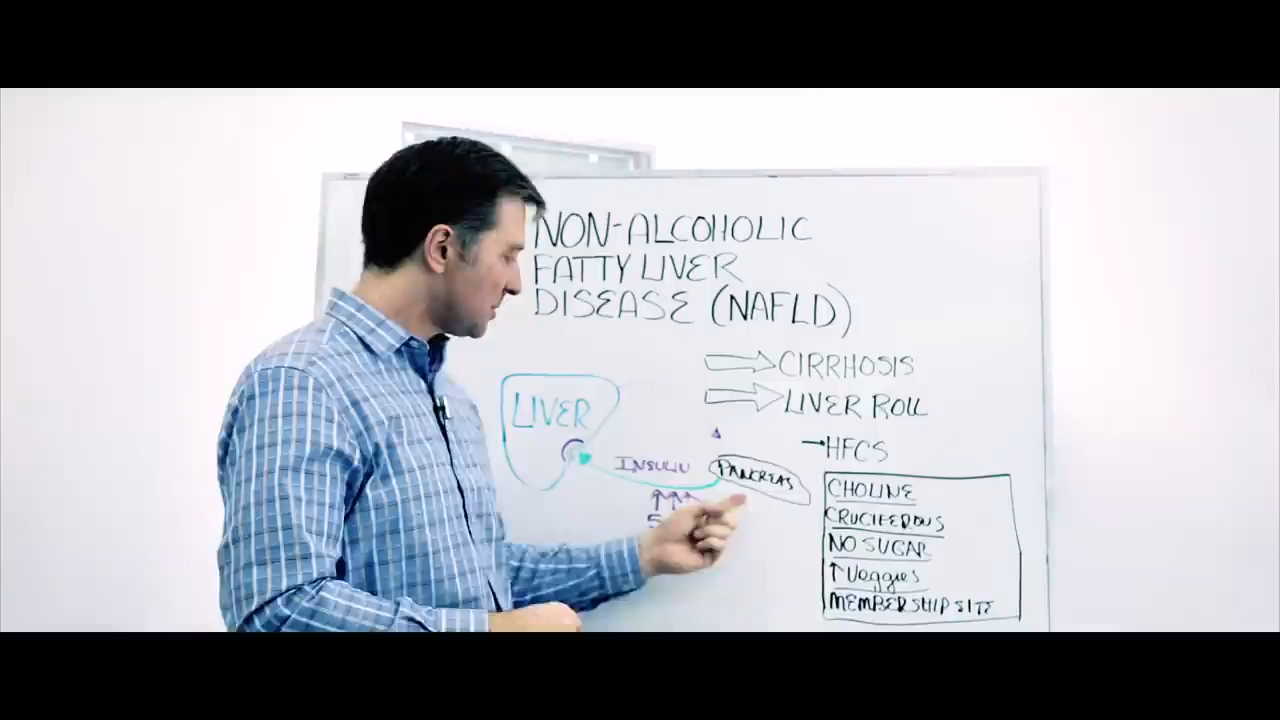 NON-ALCOHOLIC
FATTY LIVER
DISEASE (NAFLD)
CIRRHOSIS
LIVER ROLL
→HFCS
LIVER
INSULIN
PANCREAS
↑↑↑
CHOLINE
CRUCIFEROUS
NO SUGAR
↑Veggies
MEMBERSHIP SITE